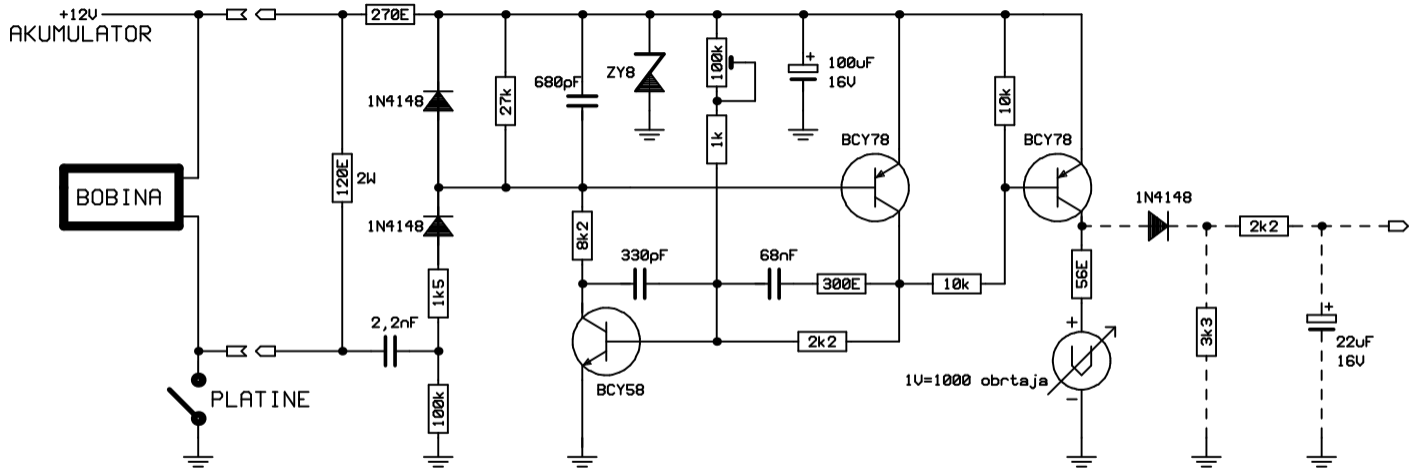 +12V
AKUMULATOR
270E
1N4148
27k
680pF
ZY8
100k
100uF
16V
10k
1k
BCY78
BCY78
BOBINA
120E
2W
1N4148
1N4148
8k2
330pF
68nF
300E
10k
2k2
56E
1k5
2,2nF
2k2
3k3
22uF
16V
BCY58
1V=1000 obrtaja
PLATINE
100k
+
+
+
−